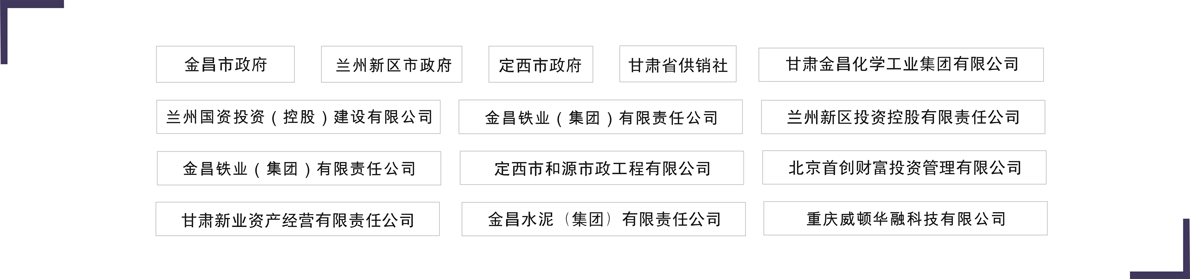 金昌市政府 兰州新区市政府 定西市政府 甘肃省供销社 甘肃金昌化学工业集团有限公司
兰州国资投资（控股）建设有限公司 金昌铁业（集团）有限责任公司 兰州新区投资控股有限责任公司
金昌铁业（集团）有限责任公司 定西市和源市政工程有限公司 北京首创财富投资管理有限公司
甘肃新业资产经营有限责任公司 金昌水泥（集团）有限责任公司 重庆威顿华融科技有限公司